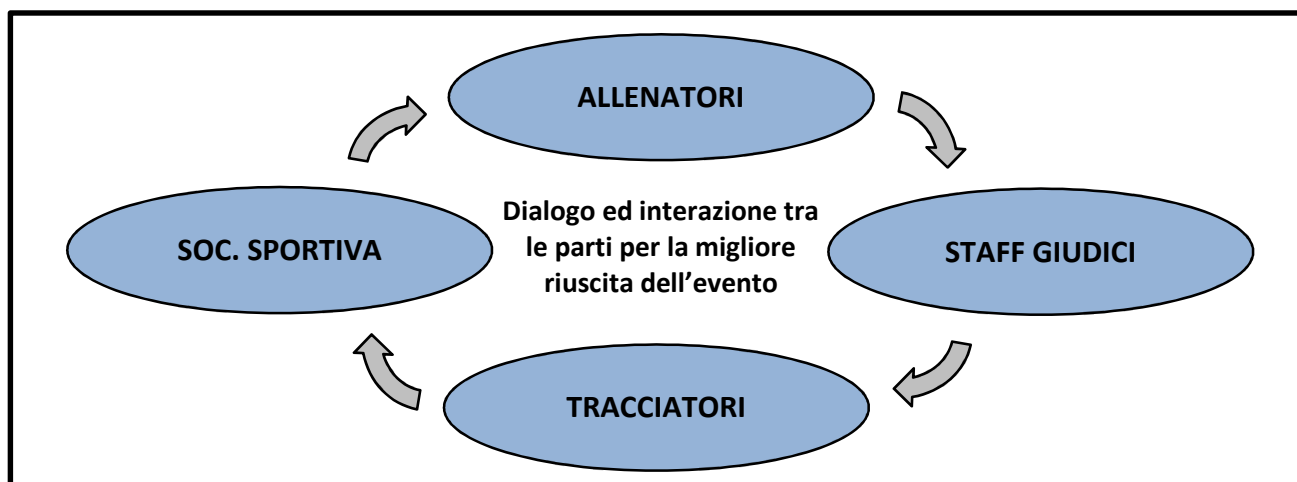 ALLENATORI
Dialogo ed interazione tra
le parti per la migliore
riuscita dell’evento
SOC. SPORTIVA
STAFF GIUDICI
TRACCIATORI